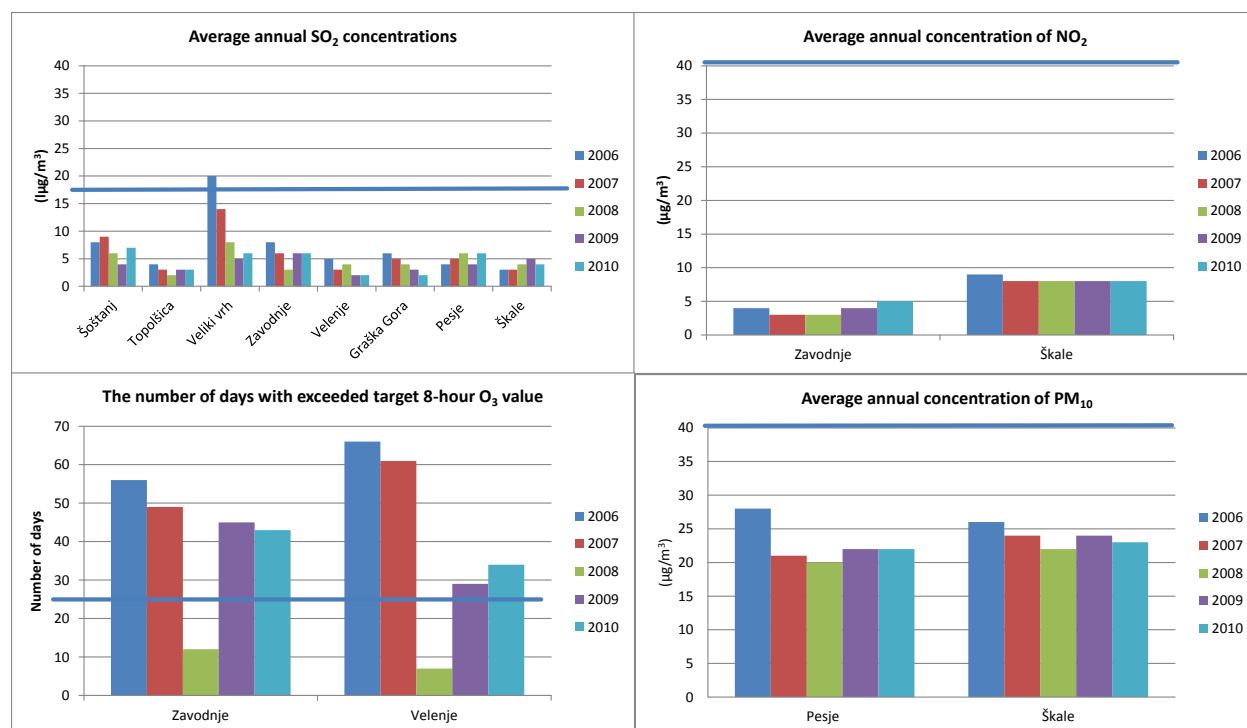 Average annual SO₂ concentrations
40
35
30
25
20
15
10
5
0
(lµg/m³)
Šoštanj
Topolšica
Veliki vrh
Zavodnje
Velenje
Graška Gora
Pesje
Škale
2006
2007
2008
2009
2010
Average annual concentration of NO₂
40
35
30
25
20
15
10
5
0
(µg/m³)
Zavodnje
Škale
2006
2007
2008
2009
2010
The number of days with exceeded target 8-hour O₃ value
70
60
50
40
30
20
10
0
Number of days
Zavodnje
Velenje
2006
2007
2008
2009
2010
Average annual concentration of PM₁₀
40
35
30
25
20
15
10
5
0
(µg/m³)
Pesje
Škale
2006
2007
2008
2009
2010